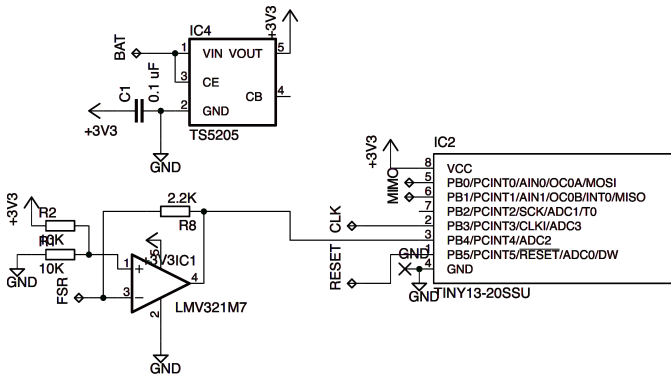 +3V3
IC4
BAT
1
VIN VOUT
5
3
CE
0.1 uF
C1
CB
4
2
GND
+3V3
TS5205
GND
IC2
+3V3
8
VCC
5
PB0/PCINT0/AIN0/OC0A/MOSI
MIMO
6
PB1/PCINT1/AIN1/OC0B/INT0/MISO
7
PB2/PCINT2/SCK/ADC1/T0
CLK
2
PB3/PCINT3/CLKI/ADC3
3
PB4/PCINT4/ADC2
1
PB5/PCINT5/RESET/ADC0/DW
GND
4
GND
RESET
GND
TINY13-20SSU
2.2K
R8
+3V3
R2
10K
R1
10K
GND
FSR
+3V3
IC1
5
1
+
4
3
−
LMV321M7
2
GND